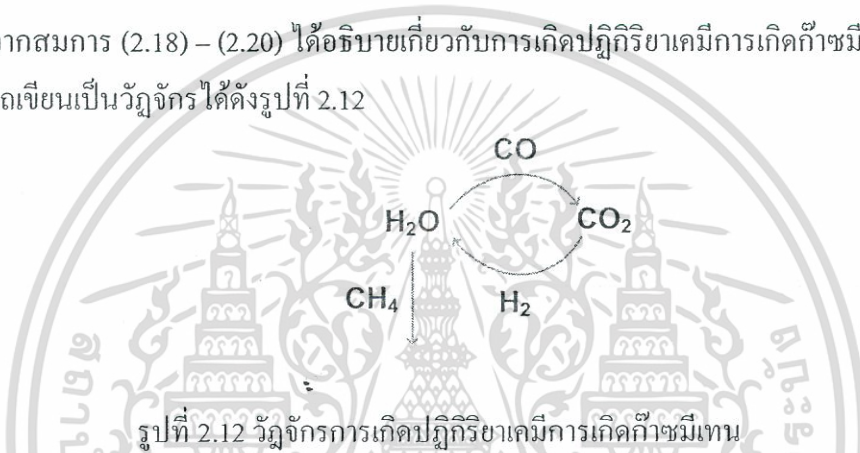 ากสมการ (2.18) – (2.20) ได้อธิบายเกี่ยวกับการเกิดปฏิกิริยาเคมีการเกิดก๊าซมี
ถเขียนเป็นวัฏจักรได้ดังรูปที่ 2.12
CO
H₂O CO₂
CH₄ H₂
รูปที่ 2.12 วัฏจักรการเกิดปฏิกิริยาเคมีการเกิดก๊าซมีเทน